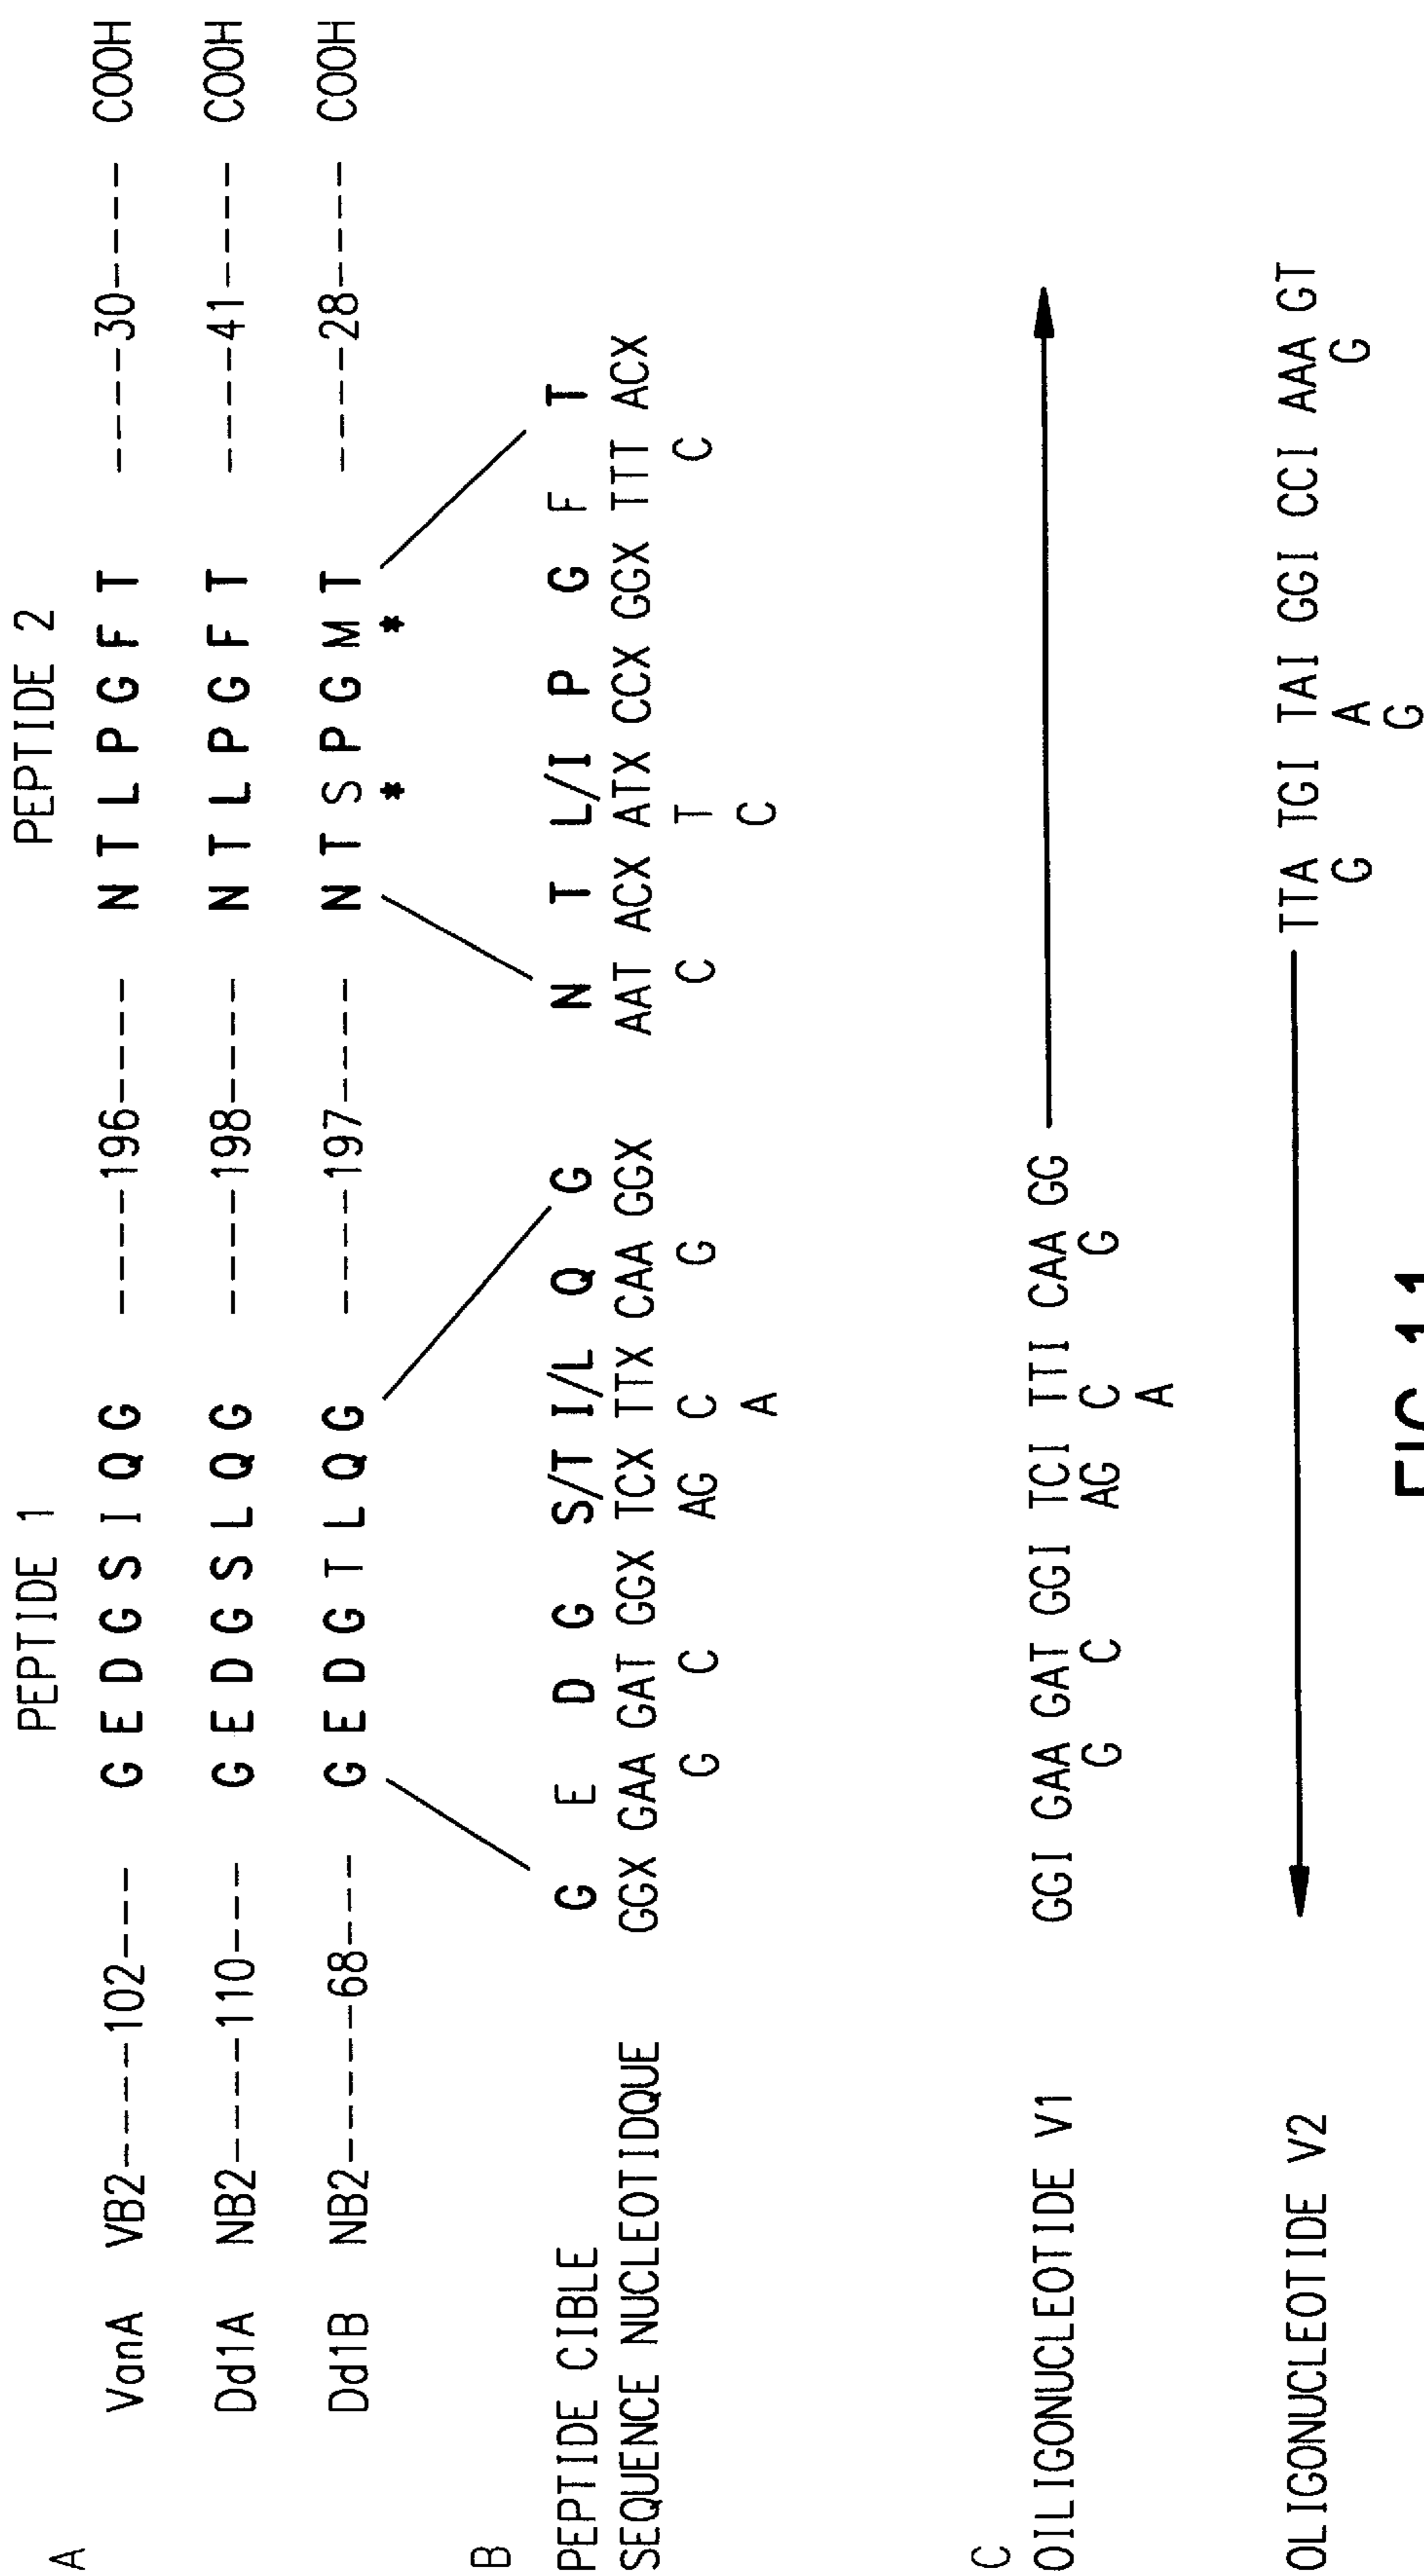 PEPTIDE 1 PEPTIDE 2
A
VanA VB2-----102---- G E D G S I Q G -----196----- N T L P G F T -----30----- COOH
Dd1A NB2-----110---- G E D G S L Q G -----198----- N T L P G F T -----41----- COOH
Dd1B NB2------68---- G E D G T L Q G -----197----- N T S P G M T -----28----- COOH
* *
B
PEPTIDE CIBLE G E D G S/T I/L Q G N T L/I P G F T
SEQUENCE NUCLEOTIDQUE GGX GAA GAT GGX TCX TTX CAA GGX AAT ACX ATX CCX GGX TTT ACX
G C AG C G C T C
A C
C
OILIGONUCLEOTIDE V1 GGI GAA GAT GGI TCI TTI CAA GG
G C AG C G
A
OLIGONUCLEOTIDE V2 TTA TGI TAI GGI CCI AAA GT
G A G
G
FIG.11